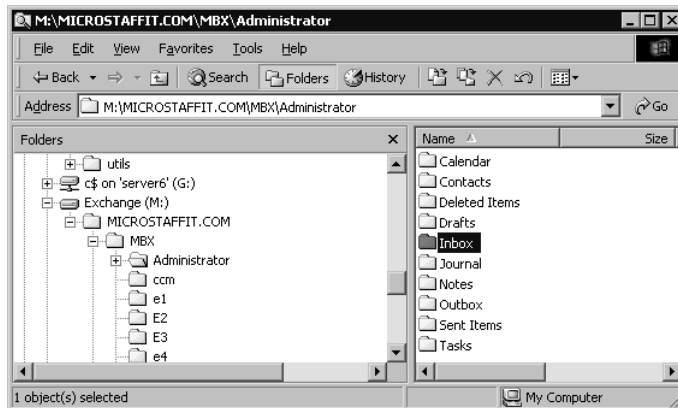 M:\MICROSTAFFIT.COM\MBX\Administrator
File Edit View Favorites Tools Help
Back Search Folders History
Address M:\MICROSTAFFIT.COM\MBX\Administrator Go
Folders
utils
c$ on 'server6' (G:)
Exchange (M:)
MICROSTAFFIT.COM
MBX
Administrator
ccm
e1
E2
E3
e4
Name Size
Calendar
Contacts
Deleted Items
Drafts
Inbox
Journal
Notes
Outbox
Sent Items
Tasks
1 object(s) selected My Computer